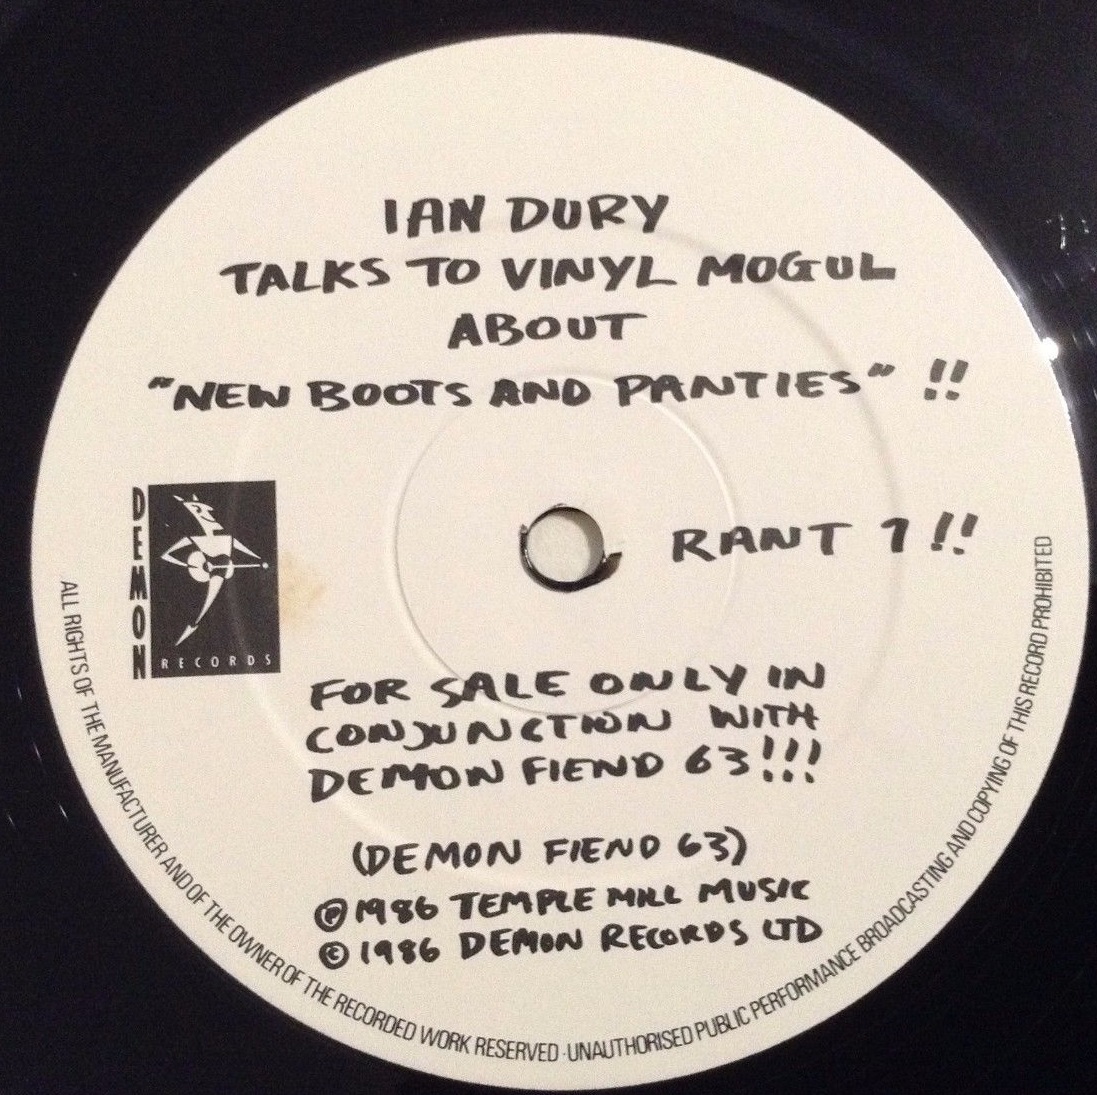 IAN DURY
TALKS TO VINYL MOGUL
ABOUT
"NEW BOOTS AND PANTIES" !!
DEMON
RECORDS
RANT 1!!
FOR SALE ONLY IN
CONJUNCTION WITH
DEMON FIEND 63!!!
(DEMON FIEND 63)
℗1986 TEMPLE MILL MUSIC
©1986 DEMON RECORDS LTD
ALL RIGHTS OF THE MANUFACTURER AND OF THE OWNER OF THE RECORDED WORK RESERVED · UNAUTHORISED PUBLIC PERFORMANCE BROADCASTING AND COPYING OF THIS RECORD PROHIBITED